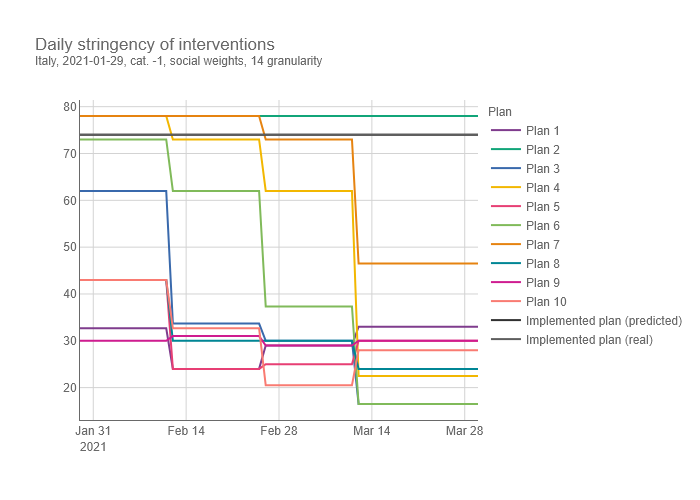 Daily stringency of interventions
Italy, 2021-01-29, cat. -1, social weights, 14 granularity
80
70
60
50
40
30
20
Jan 31
2021
Feb 14
Feb 28
Mar 14
Mar 28
Plan
Plan 1
Plan 2
Plan 3
Plan 4
Plan 5
Plan 6
Plan 7
Plan 8
Plan 9
Plan 10
Implemented plan (predicted)
Implemented plan (real)